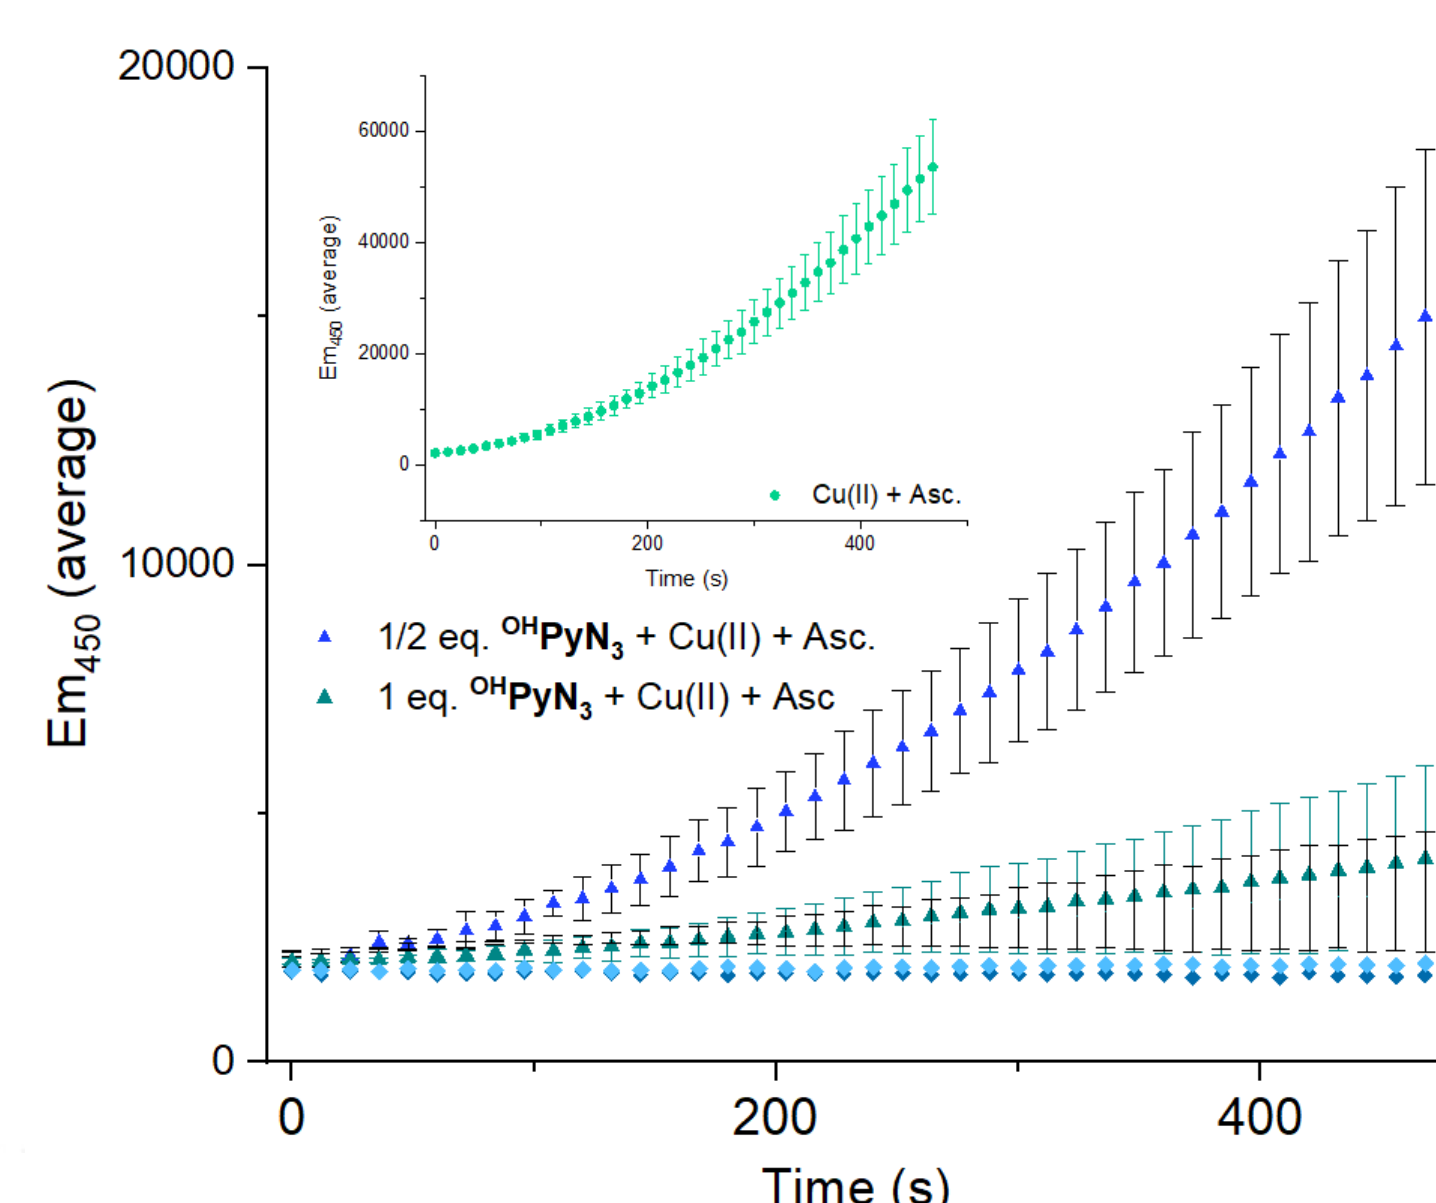 20000
10000
0
Em450 (average)
0
200
400
Time (s)
60000
40000
20000
0
Em450 (average)
Cu(II) + Asc.
0
200
400
Time (s)
1/2 eq. OHPyN3 + Cu(II) + Asc.
1 eq. OHPyN3 + Cu(II) + Asc